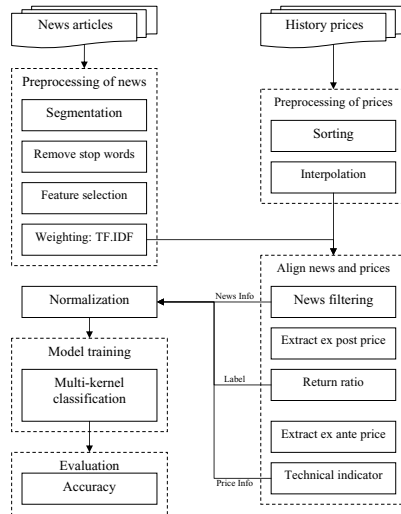 News articles
History prices
Preprocessing of news
Segmentation
Remove stop words
Feature selection
Weighting: TF.IDF
Preprocessing of prices
Sorting
Interpolation
Align news and prices
News filtering
Extract ex post price
Return ratio
Extract ex ante price
Technical indicator
News Info
Label
Price Info
Normalization
Model training
Multi-kernel
classification
Evaluation
Accuracy